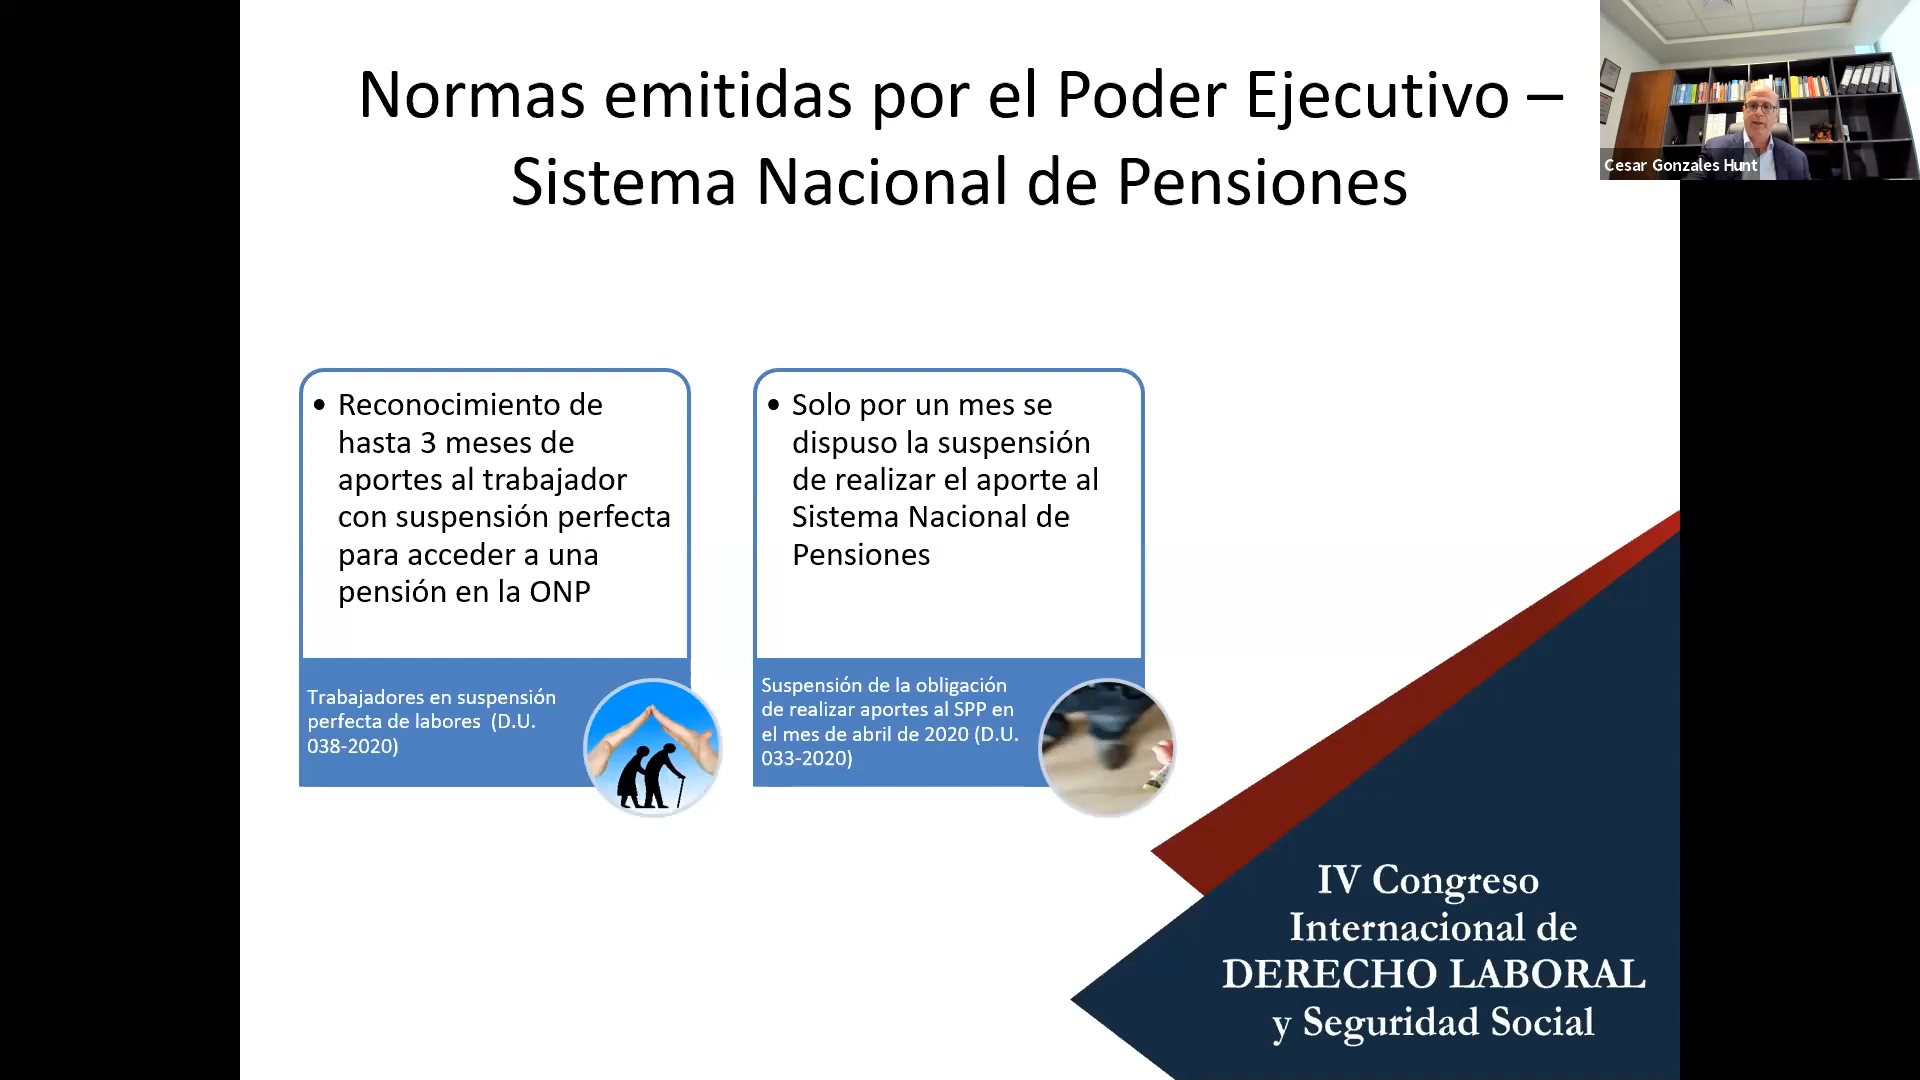 Normas emitidas por el Poder Ejecutivo –
Sistema Nacional de Pensiones
Cesar Gonzales Hunt
• Reconocimiento de
hasta 3 meses de
aportes al trabajador
con suspensión perfecta
para acceder a una
pensión en la ONP
Trabajadores en suspensión
perfecta de labores (D.U.
038-2020)
• Solo por un mes se
dispuso la suspensión
de realizar el aporte al
Sistema Nacional de
Pensiones
Suspensión de la obligación
de realizar aportes al SPP en
el mes de abril de 2020 (D.U.
033-2020)
IV Congreso
Internacional de
DERECHO LABORAL
y Seguridad Social